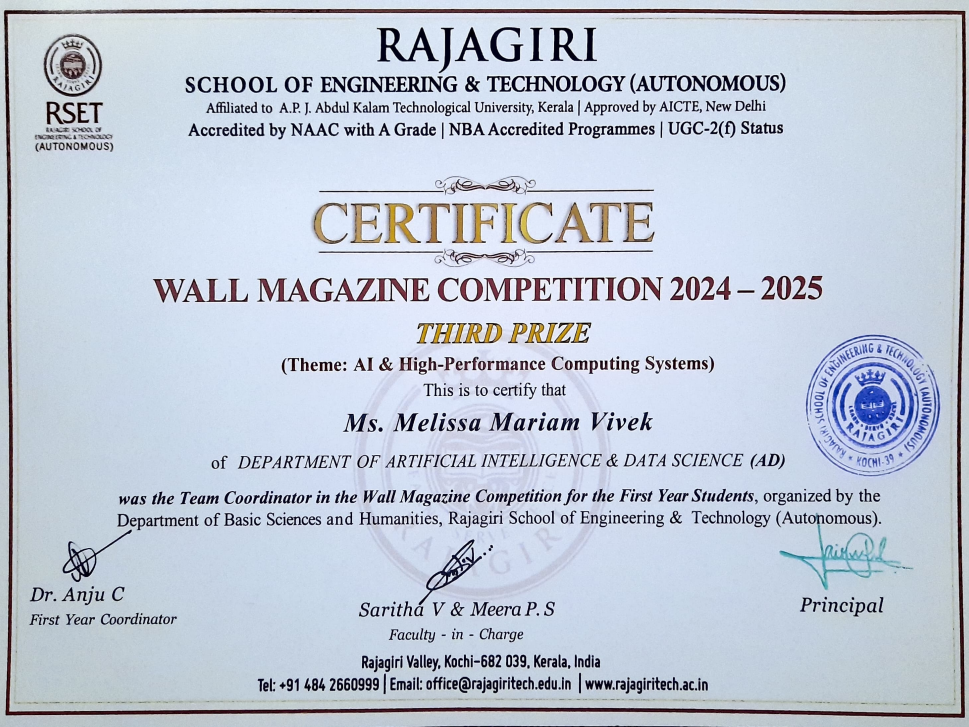 RAJAGIRI
SCHOOL OF ENGINEERING & TECHNOLOGY (AUTONOMOUS)
Affiliated to A.P. J. Abdul Kalam Technological University, Kerala | Approved by AICTE, New Delhi
Accredited by NAAC with A Grade | NBA Accredited Programmes | UGC-2(f) Status
RAJAGIRI
RSET
RAJAGIRI SCHOOL OF
ENGINEERING & TECHNOLOGY
(AUTONOMOUS)
CERTIFICATE
WALL MAGAZINE COMPETITION 2024 – 2025
THIRD PRIZE
(Theme: AI & High-Performance Computing Systems)
This is to certify that
Ms. Melissa Mariam Vivek
of DEPARTMENT OF ARTIFICIAL INTELLIGENCE & DATA SCIENCE (AD)
was the Team Coordinator in the Wall Magazine Competition for the First Year Students, organized by the
Department of Basic Sciences and Humanities, Rajagiri School of Engineering & Technology (Autonomous).
RAJAGIRI SCHOOL OF ENGINEERING & TECHNOLOGY (AUTONOMOUS)
RAJAGIRI
KOCHI-39
RAJAGIRI
Dr. Anju C
First Year Coordinator
Saritha V & Meera P. S
Faculty - in - Charge
Principal
Rajagiri Valley, Kochi-682 039, Kerala, India
Tel: +91 484 2660999 | Email: office@rajagiritech.edu.in | www.rajagiritech.ac.in